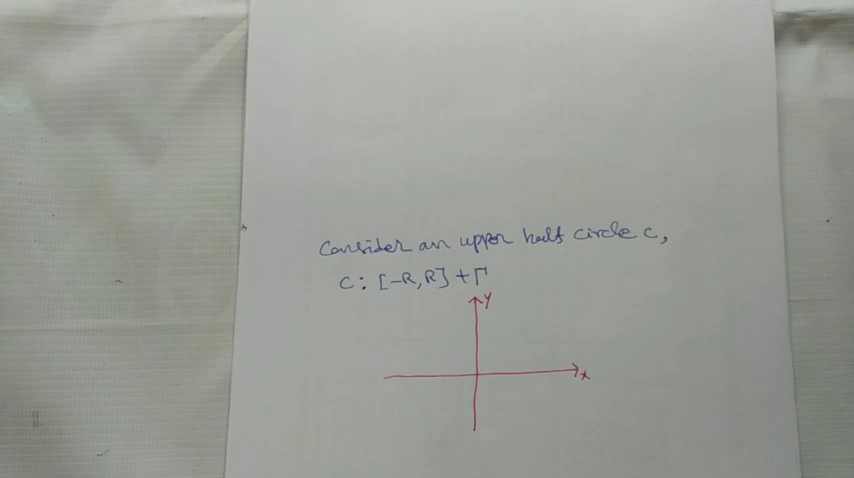 Consider an upper half circle C,
C: [-R, R] + Γ
y
x